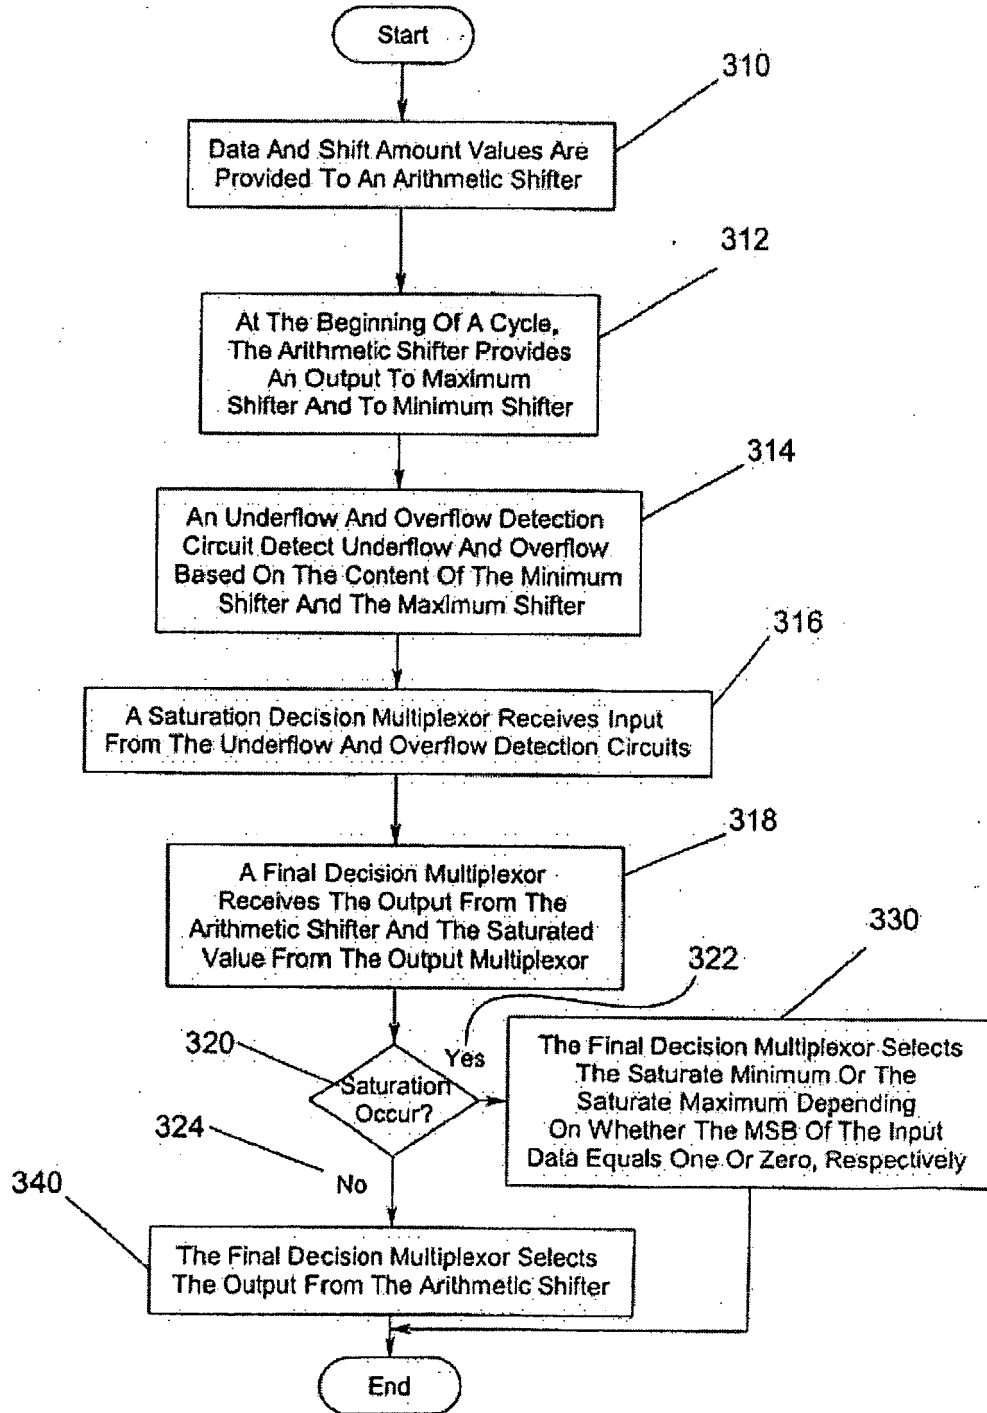 Start
310
Data And Shift Amount Values Are
Provided To An Arithmetic Shifter
312
At The Beginning Of A Cycle,
The Arithmetic Shifter Provides
An Output To Maximum
Shifter And To Minimum Shifter
314
An Underflow And Overflow Detection
Circuit Detect Underflow And Overflow
Based On The Content Of The Minimum
Shifter And The Maximum Shifter
316
A Saturation Decision Multiplexor Receives Input
From The Underflow And Overflow Detection Circuits
318
A Final Decision Multiplexor
Receives The Output From The
Arithmetic Shifter And The Saturated
Value From The Output Multiplexor
330
322
320
Yes
Saturation
Occur?
The Final Decision Multiplexor Selects
The Saturate Minimum Or The
Saturate Maximum Depending
On Whether The MSB Of The Input
Data Equals One Or Zero, Respectively
324
No
340
The Final Decision Multiplexor Selects
The Output From The Arithmetic Shifter
End